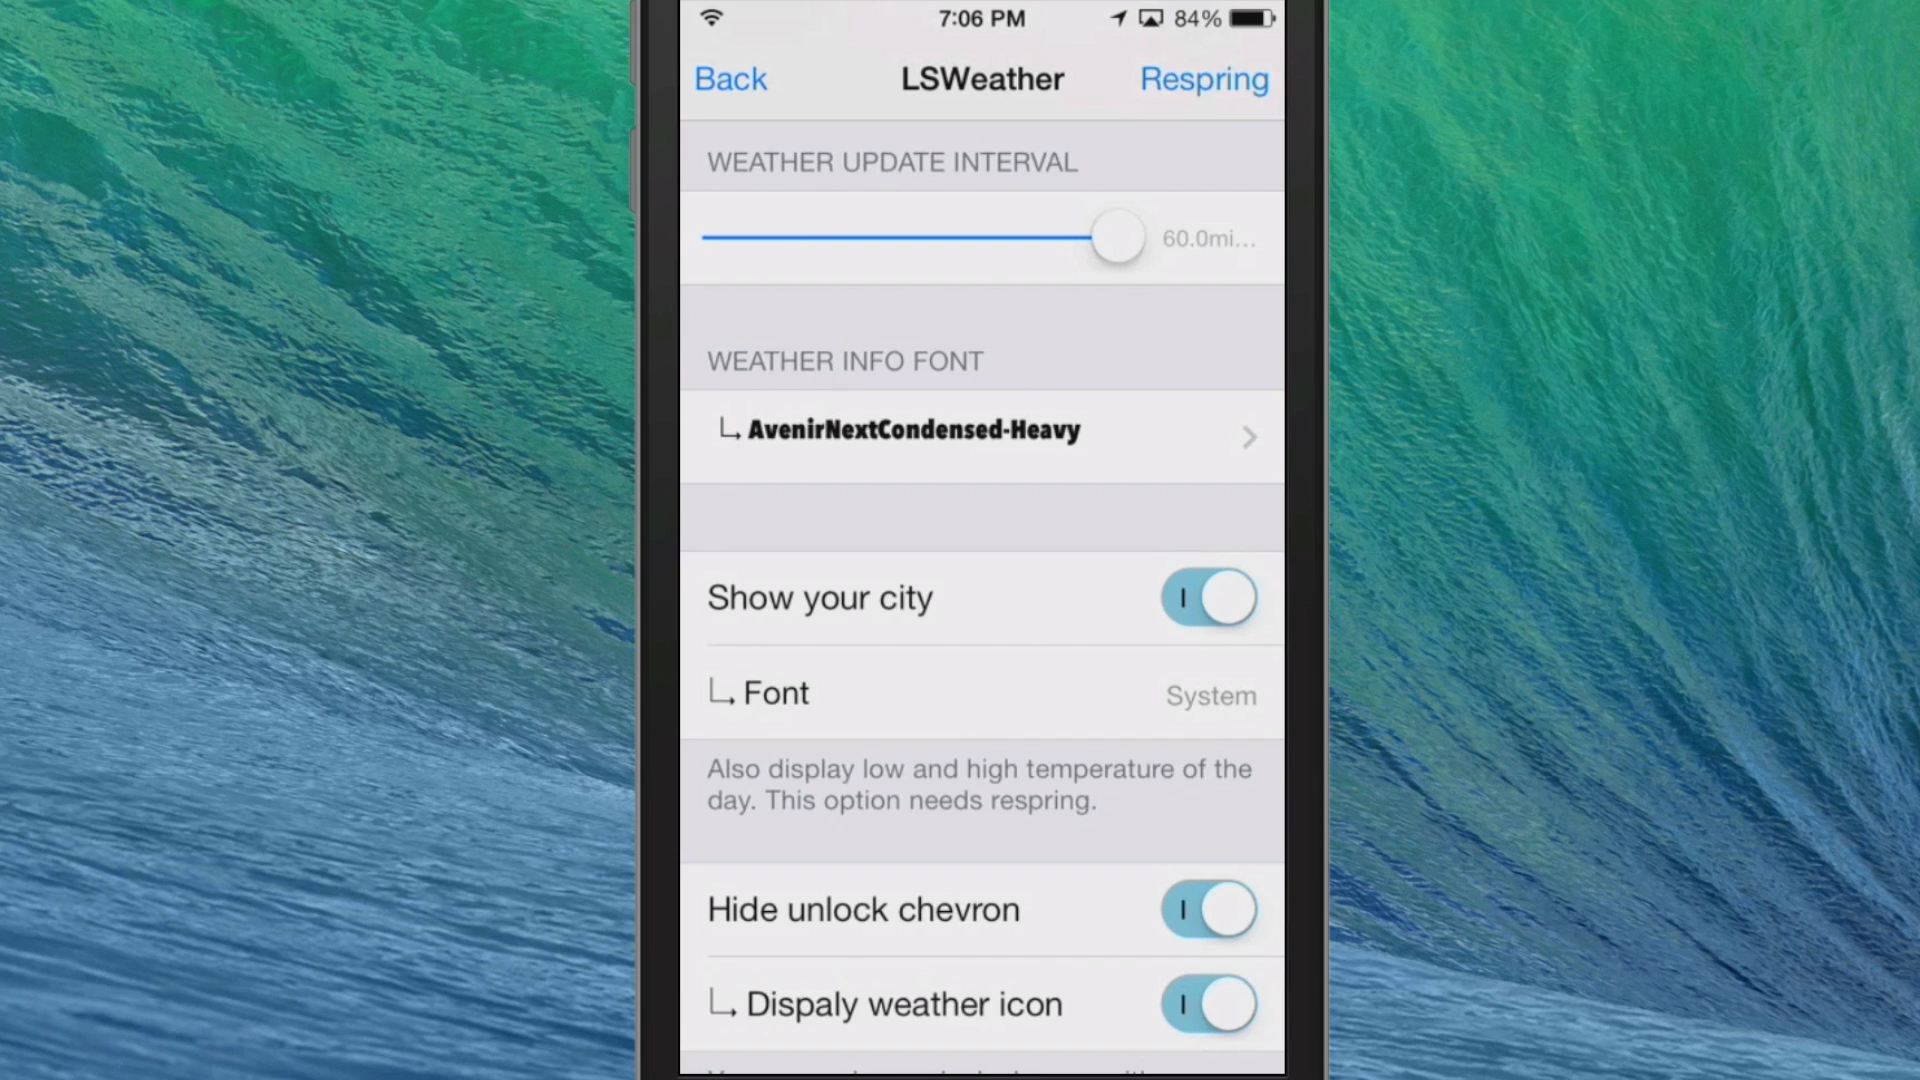 7:06 PM 84%
Back LSWeather Respring
WEATHER UPDATE INTERVAL
60.0mi...
WEATHER INFO FONT
AvenirNextCondensed-Heavy
Show your city
Font System
Also display low and high temperature of the
day. This option needs respring.
Hide unlock chevron
Dispaly weather icon